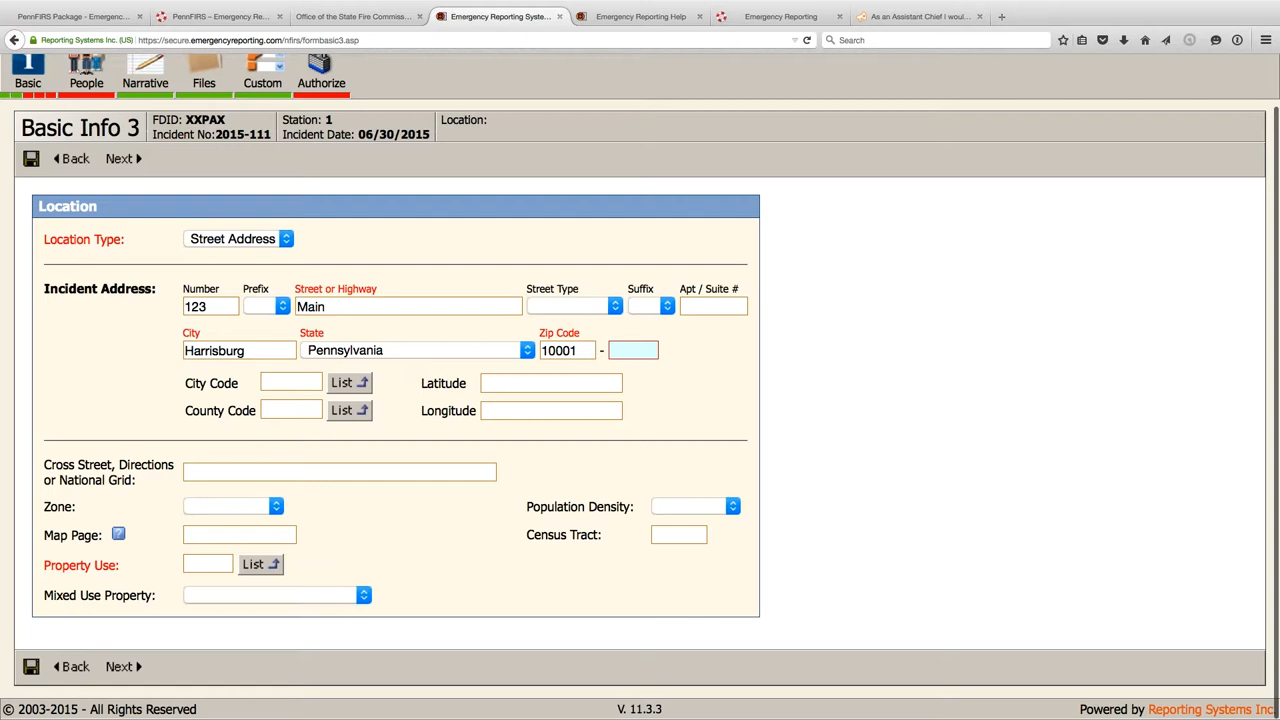 PennFIRS Package - Emergenc...
PennFIRS – Emergency Re...
Office of the State Fire Commiss...
Emergency Reporting Syste...
Emergency Reporting Help
Emergency Reporting
As an Assistant Chief I woul...
Reporting Systems Inc. (US)
https://secure.emergencyreporting.com/nfirs/formbasic3.asp
Search
Basic
People
Narrative
Files
Custom
Authorize
Basic Info 3
FDID: XXPAX
Incident No:2015-111
Station: 1
Incident Date: 06/30/2015
Location:
Back Next
Location
Location Type: Street Address
Incident Address:
Number Prefix Street or Highway Street Type Suffix Apt / Suite #
123 Main
City State Zip Code
Harrisburg Pennsylvania 10001 -
City Code List Latitude
County Code List Longitude
Cross Street, Directions
or National Grid:
Zone: Population Density:
Map Page: ? Census Tract:
Property Use: List
Mixed Use Property:
Back Next
© 2003-2015 - All Rights Reserved V. 11.3.3 Powered by Reporting Systems Inc